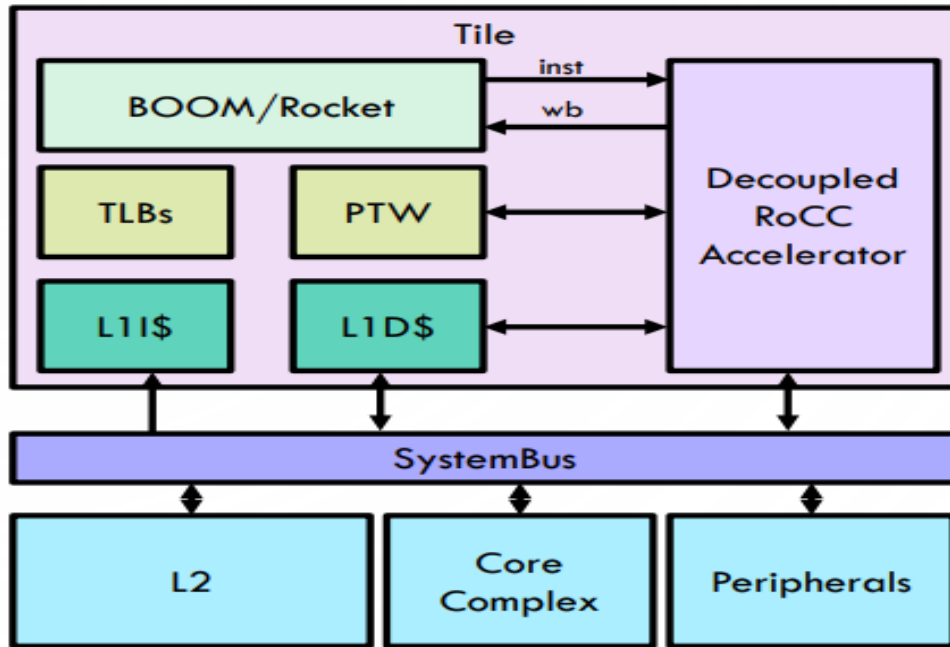 Tile
BOOM/Rocket
inst
wb
TLBs
PTW
Decoupled
RoCC
Accelerator
L1I$
L1D$
SystemBus
L2
Core
Complex
Peripherals